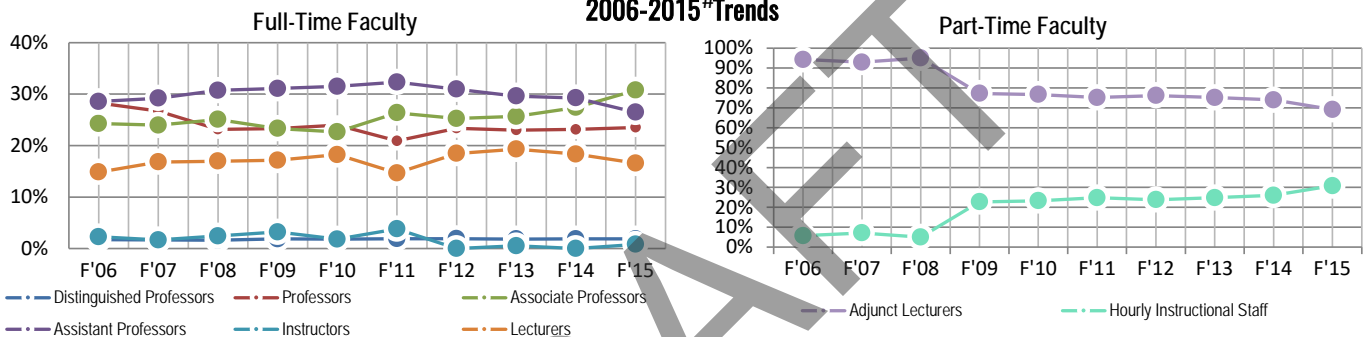 2006-2015#Trends
Full-Time Faculty
40%
30%
20%
10%
0%
F'06 F'07 F'08 F'09 F'10 F'11 F'12 F'13 F'14 F'15
Distinguished Professors Professors Associate Professors
Assistant Professors Instructors Lecturers
Part-Time Faculty
100%
90%
80%
70%
60%
50%
40%
30%
20%
10%
0%
F'06 F'07 F'08 F'09 F'10 F'11 F'12 F'13 F'14 F'15
Adjunct Lecturers Hourly Instructional Staff